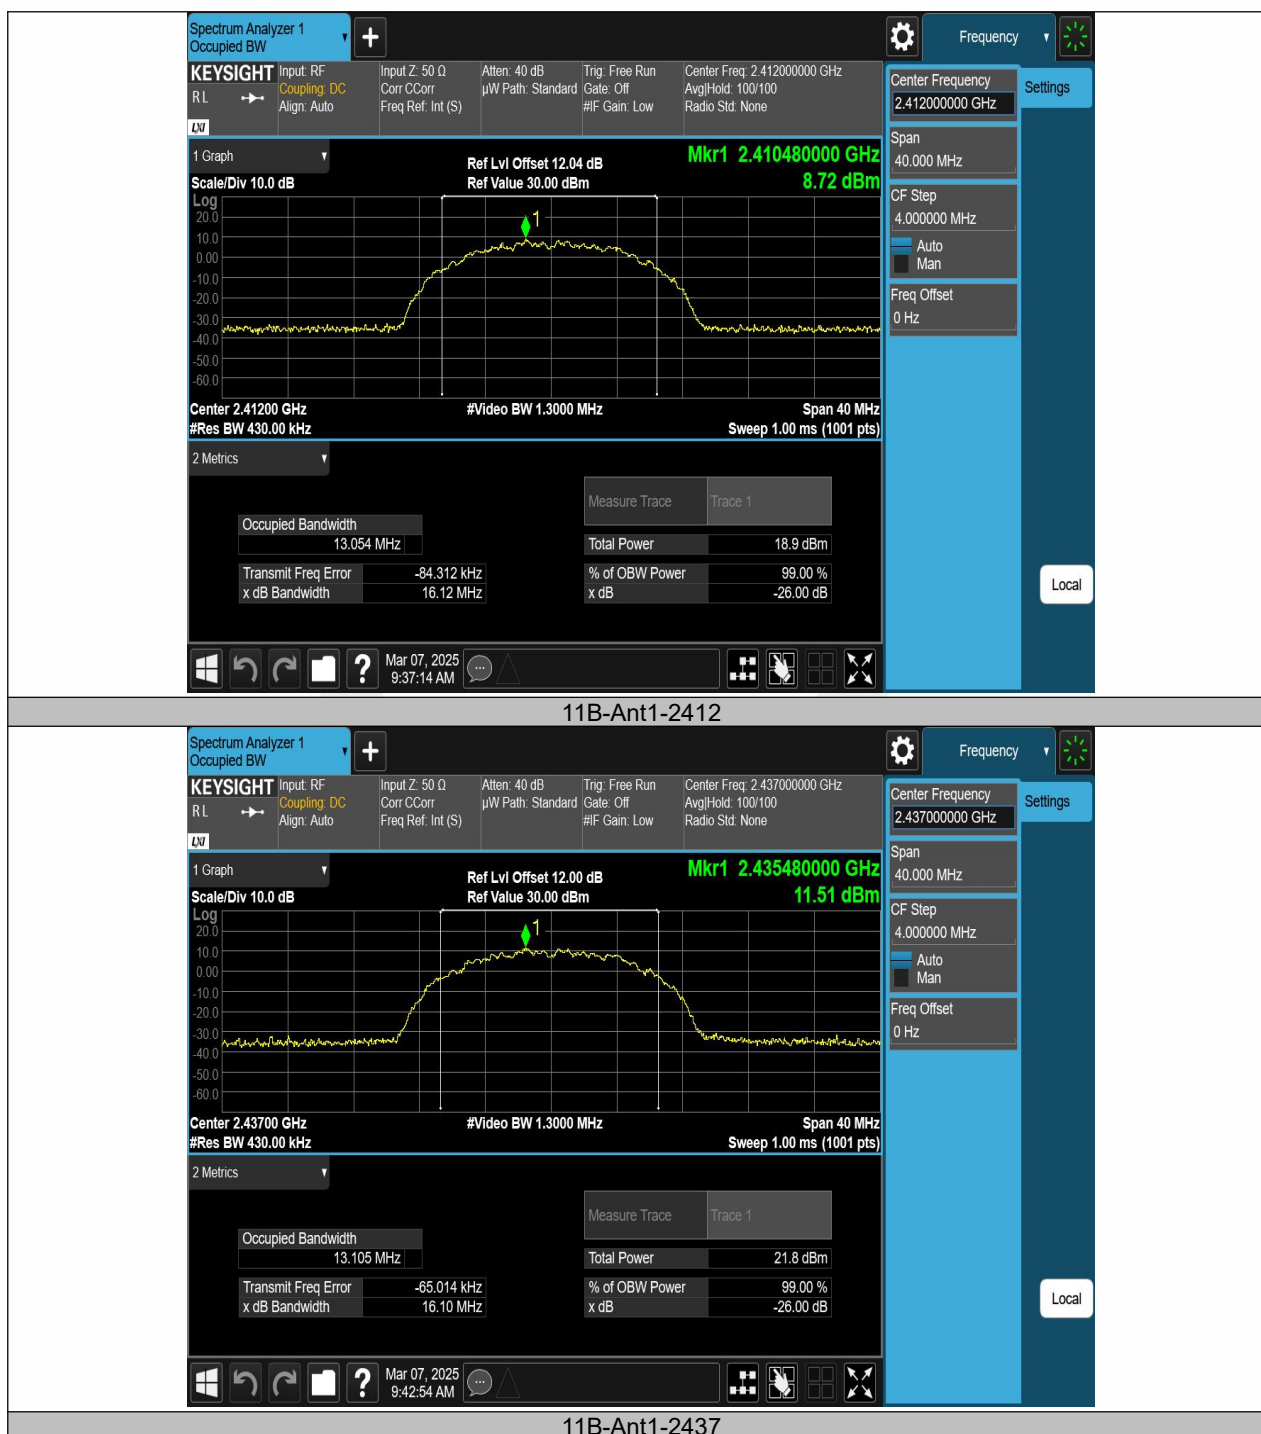 Spectrum Analyzer 1
Occupied BW
+
Frequency
KEYSIGHT
RL
LXI
Input: RF
Coupling: DC
Align: Auto
Input Z: 50 Ω
Corr CCorr
Freq Ref: Int (S)
Atten: 40 dB
µW Path: Standard
Trig: Free Run
Gate: Off
#IF Gain: Low
Center Freq: 2.412000000 GHz
Avg|Hold: 100/100
Radio Std: None
Center Frequency
2.412000000 GHz
Settings
Span
40.000 MHz
CF Step
4.000000 MHz
Auto
Man
Freq Offset
0 Hz
Local
1 Graph
Scale/Div 10.0 dB
Ref Lvl Offset 12.04 dB
Ref Value 30.00 dBm
Mkr1 2.410480000 GHz
8.72 dBm
Log
20.0
10.0
0.00
-10.0
-20.0
-30.0
-40.0
-50.0
-60.0
1
Center 2.41200 GHz
#Video BW 1.3000 MHz
Span 40 MHz
#Res BW 430.00 kHz
Sweep 1.00 ms (1001 pts)
2 Metrics
Measure Trace Trace 1
Occupied Bandwidth
13.054 MHz
Total Power 18.9 dBm
Transmit Freq Error -84.312 kHz
% of OBW Power 99.00 %
x dB Bandwidth 16.12 MHz
x dB -26.00 dB
?
Mar 07, 2025
9:37:14 AM
11B-Ant1-2412
Spectrum Analyzer 1
Occupied BW
+
Frequency
KEYSIGHT
RL
LXI
Input: RF
Coupling: DC
Align: Auto
Input Z: 50 Ω
Corr CCorr
Freq Ref: Int (S)
Atten: 40 dB
µW Path: Standard
Trig: Free Run
Gate: Off
#IF Gain: Low
Center Freq: 2.437000000 GHz
Avg|Hold: 100/100
Radio Std: None
Center Frequency
2.437000000 GHz
Settings
Span
40.000 MHz
CF Step
4.000000 MHz
Auto
Man
Freq Offset
0 Hz
Local
1 Graph
Scale/Div 10.0 dB
Ref Lvl Offset 12.00 dB
Ref Value 30.00 dBm
Mkr1 2.435480000 GHz
11.51 dBm
Log
20.0
10.0
0.00
-10.0
-20.0
-30.0
-40.0
-50.0
-60.0
1
Center 2.43700 GHz
#Video BW 1.3000 MHz
Span 40 MHz
#Res BW 430.00 kHz
Sweep 1.00 ms (1001 pts)
2 Metrics
Measure Trace Trace 1
Occupied Bandwidth
13.105 MHz
Total Power 21.8 dBm
Transmit Freq Error -65.014 kHz
% of OBW Power 99.00 %
x dB Bandwidth 16.10 MHz
x dB -26.00 dB
?
Mar 07, 2025
9:42:54 AM
11B-Ant1-2437